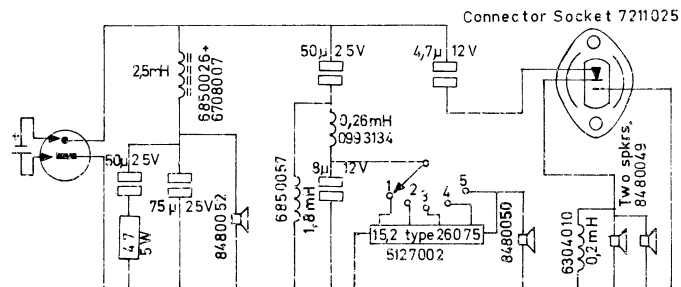 Connector Socket 7211025
50µ 25V
4,7µ 12V
2,5mH
6850026+
6708007
0,26mH
0993134
Two spkrs.
8480049
50µ 25V
8µ 12V
5
1
2
3
4
75µ 25V
8480052
6850057
1,8mH
8480050
15,2 type 26075
5127002
6304010
0,2mH
4,7
5W
+